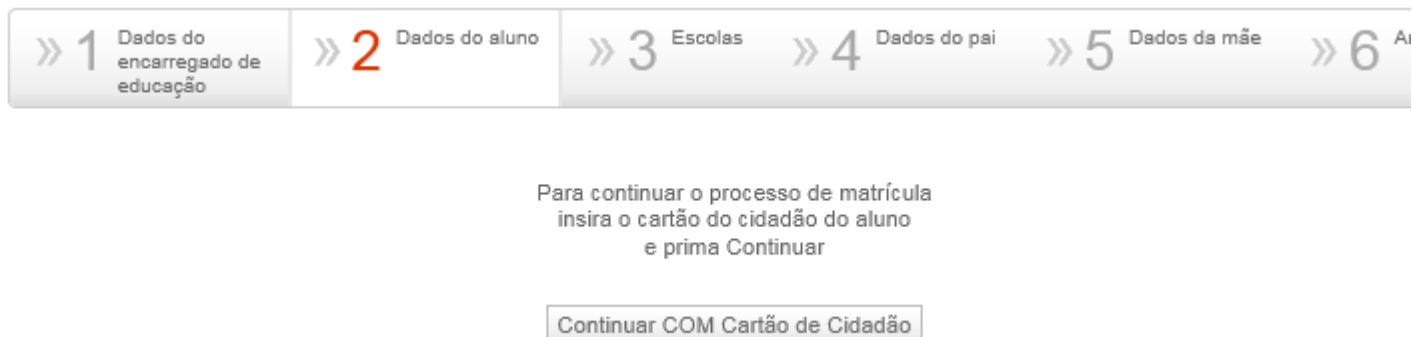 » 1 Dados do
encarregado de
educação
» 2 Dados do aluno
» 3 Escolas
» 4 Dados do pai
» 5 Dados da mãe
» 6
Para continuar o processo de matrícula
insira o cartão do cidadão do aluno
e prima Continuar
Continuar COM Cartão de Cidadão